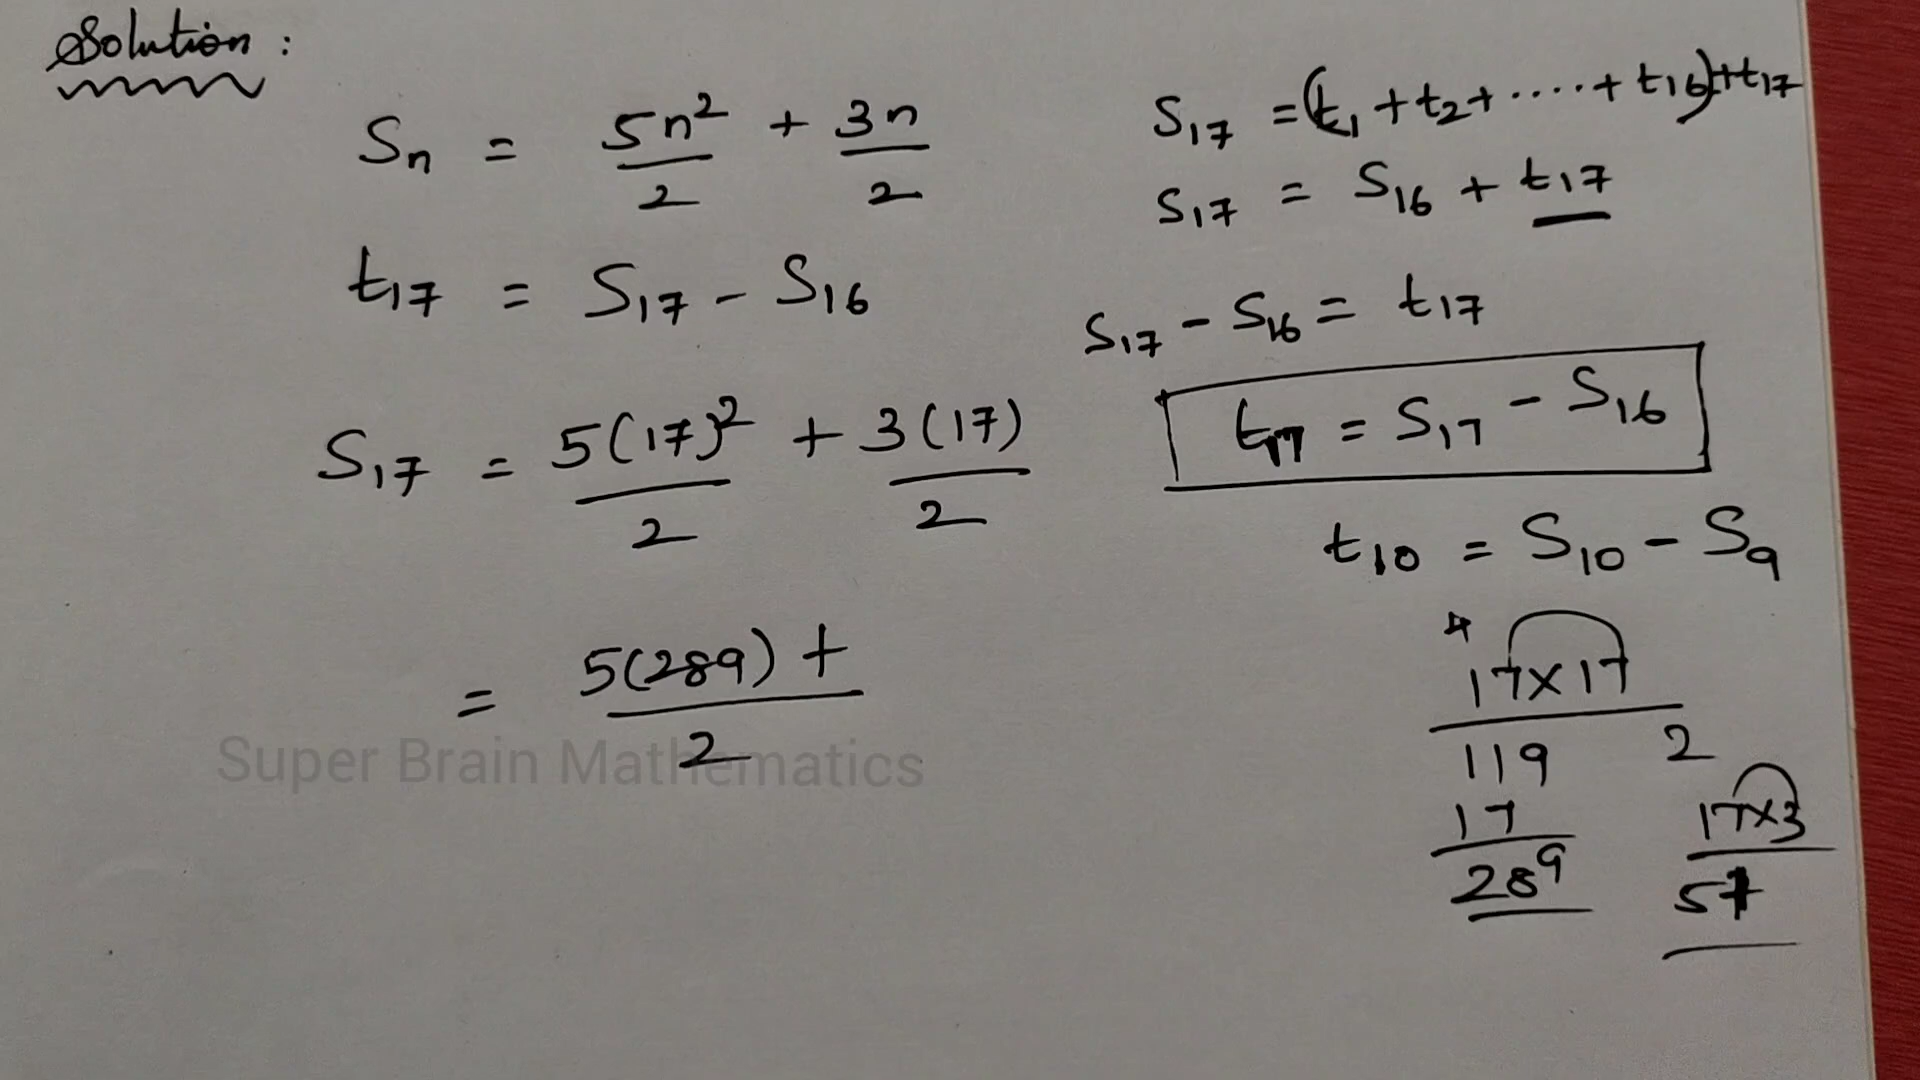 Solution :
Sn = 5n²/2 + 3n/2
t17 = S17 - S16
S17 = 5(17)²/2 + 3(17)/2
= 5(289) + / 2
Super Brain Mathematics
S17 = (t1 + t2 + ..... + t16) + t17
S17 = S16 + t17
S17 - S16 = t17
t17 = S17 - S16
t10 = S10 - S9
4
17×17
119
17
289
2
17×3
51